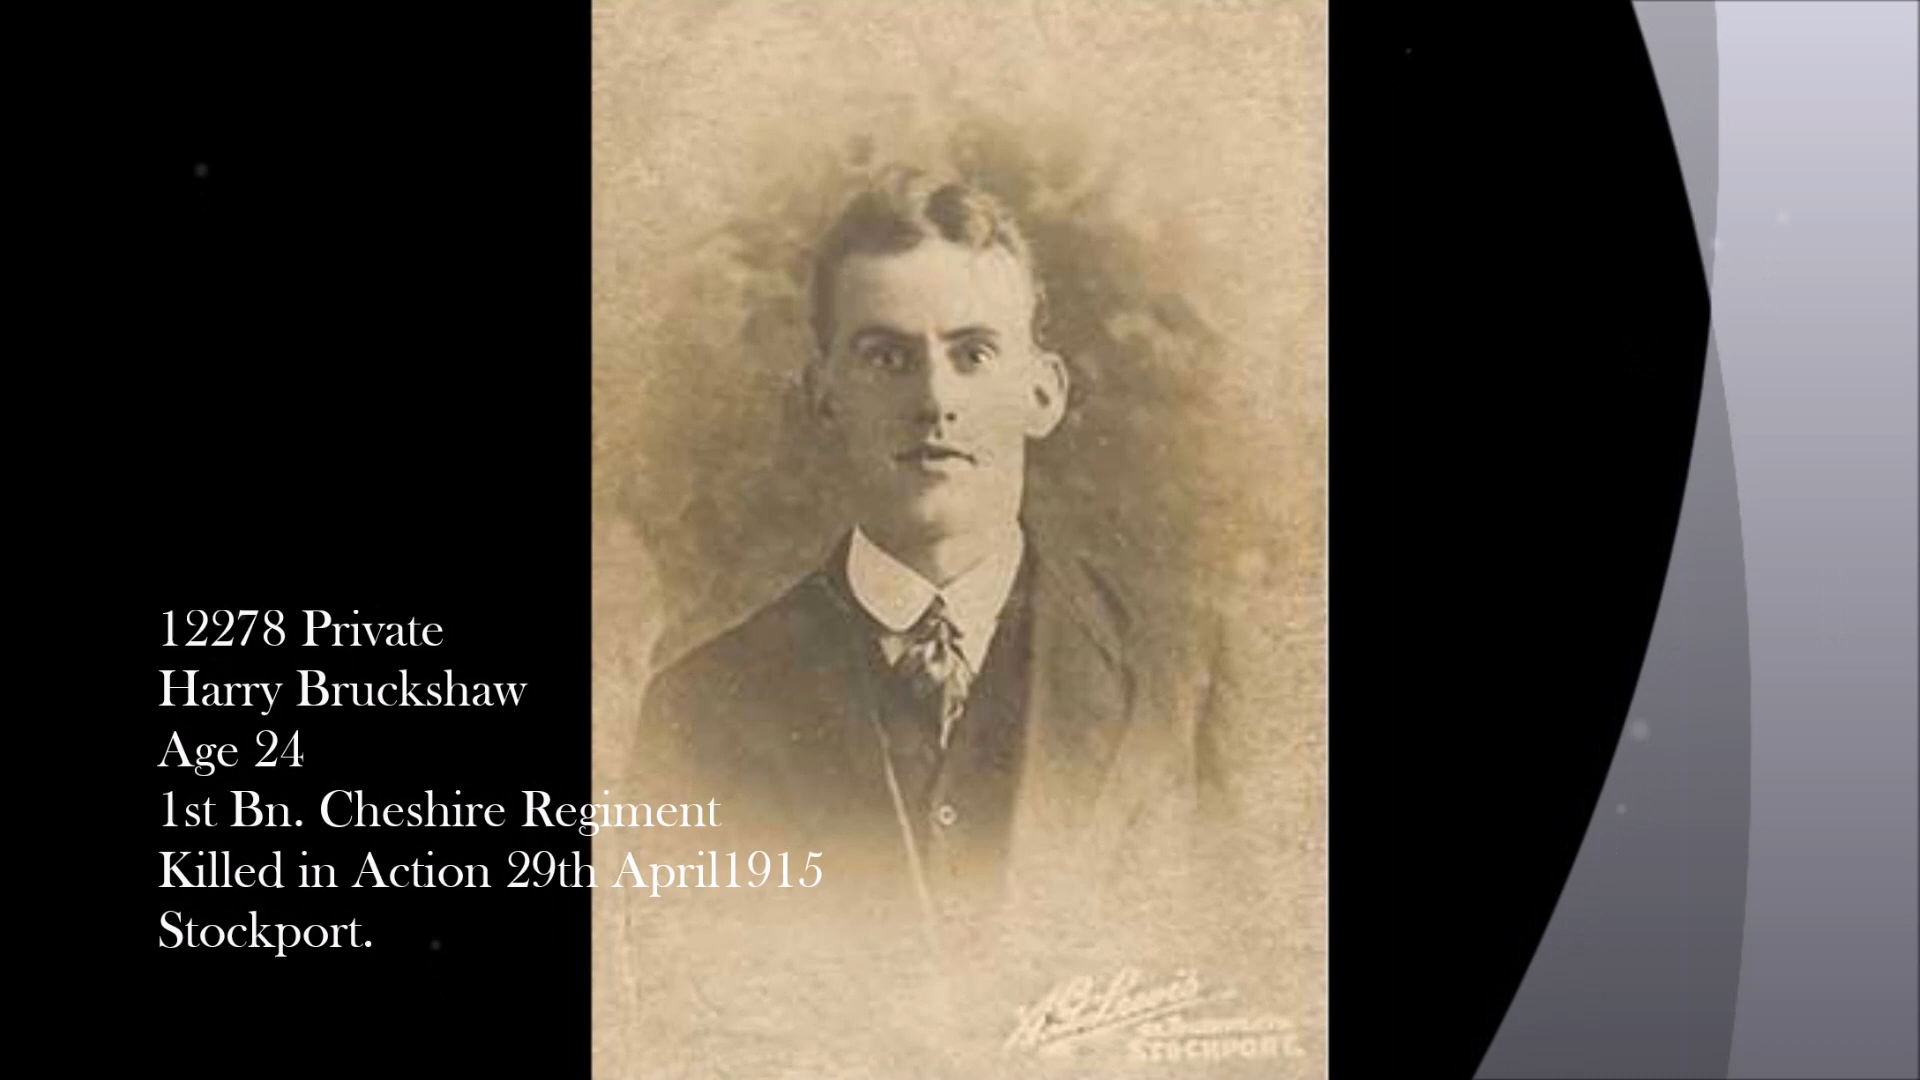 12278 Private
Harry Bruckshaw
Age 24
1st Bn. Cheshire Regiment
Killed in Action 29th April1915
Stockport.
STOCKPORT.